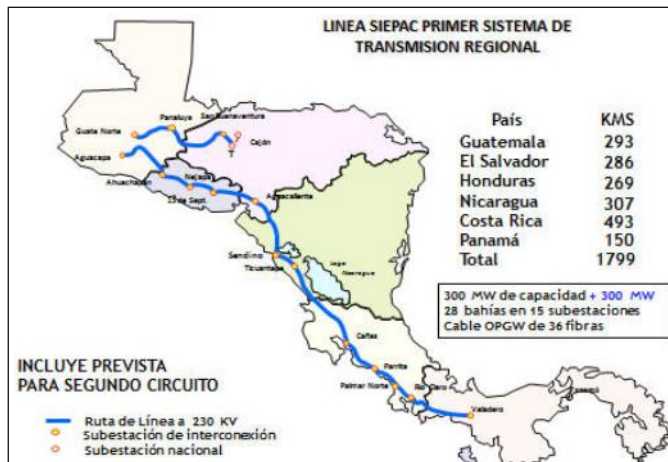 LINEA SIEPAC PRIMER SISTEMA DE
TRANSMISION REGIONAL
País KMS
Guatemala 293
El Salvador 286
Honduras 269
Nicaragua 307
Costa Rica 493
Panamá 150
Total 1799
300 MW de capacidad + 300 MW
28 bahías en 15 subestaciones
Cable OPGW de 36 fibras
Guate Norte
Panaluya
San Buenaventura
Cajón
T
Aguacapa
Ahuachapán
Nejapa
15 de Sept.
Aguacaliente
Sandino
Ticuantepe
Lago
Nicaragua
Cañas
Parrita
Palmar Norte
Río Claro
Veladero
Panamá
INCLUYE PREVISTA
PARA SEGUNDO CIRCUITO
Ruta de Línea a 230 KV
Subestación de interconexión
Subestación nacional